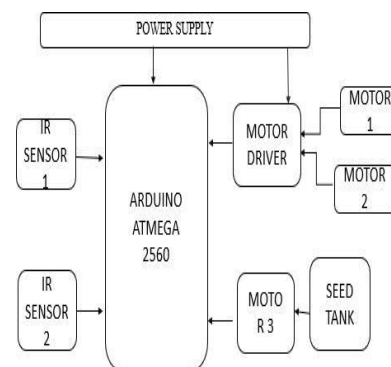 POWER SUPPLY
IR
SENSOR
1
ARDUINO
ATMEGA
2560
MOTOR
DRIVER
MOTOR
1
MOTOR
2
IR
SENSOR
2
MOTO
R 3
SEED
TANK